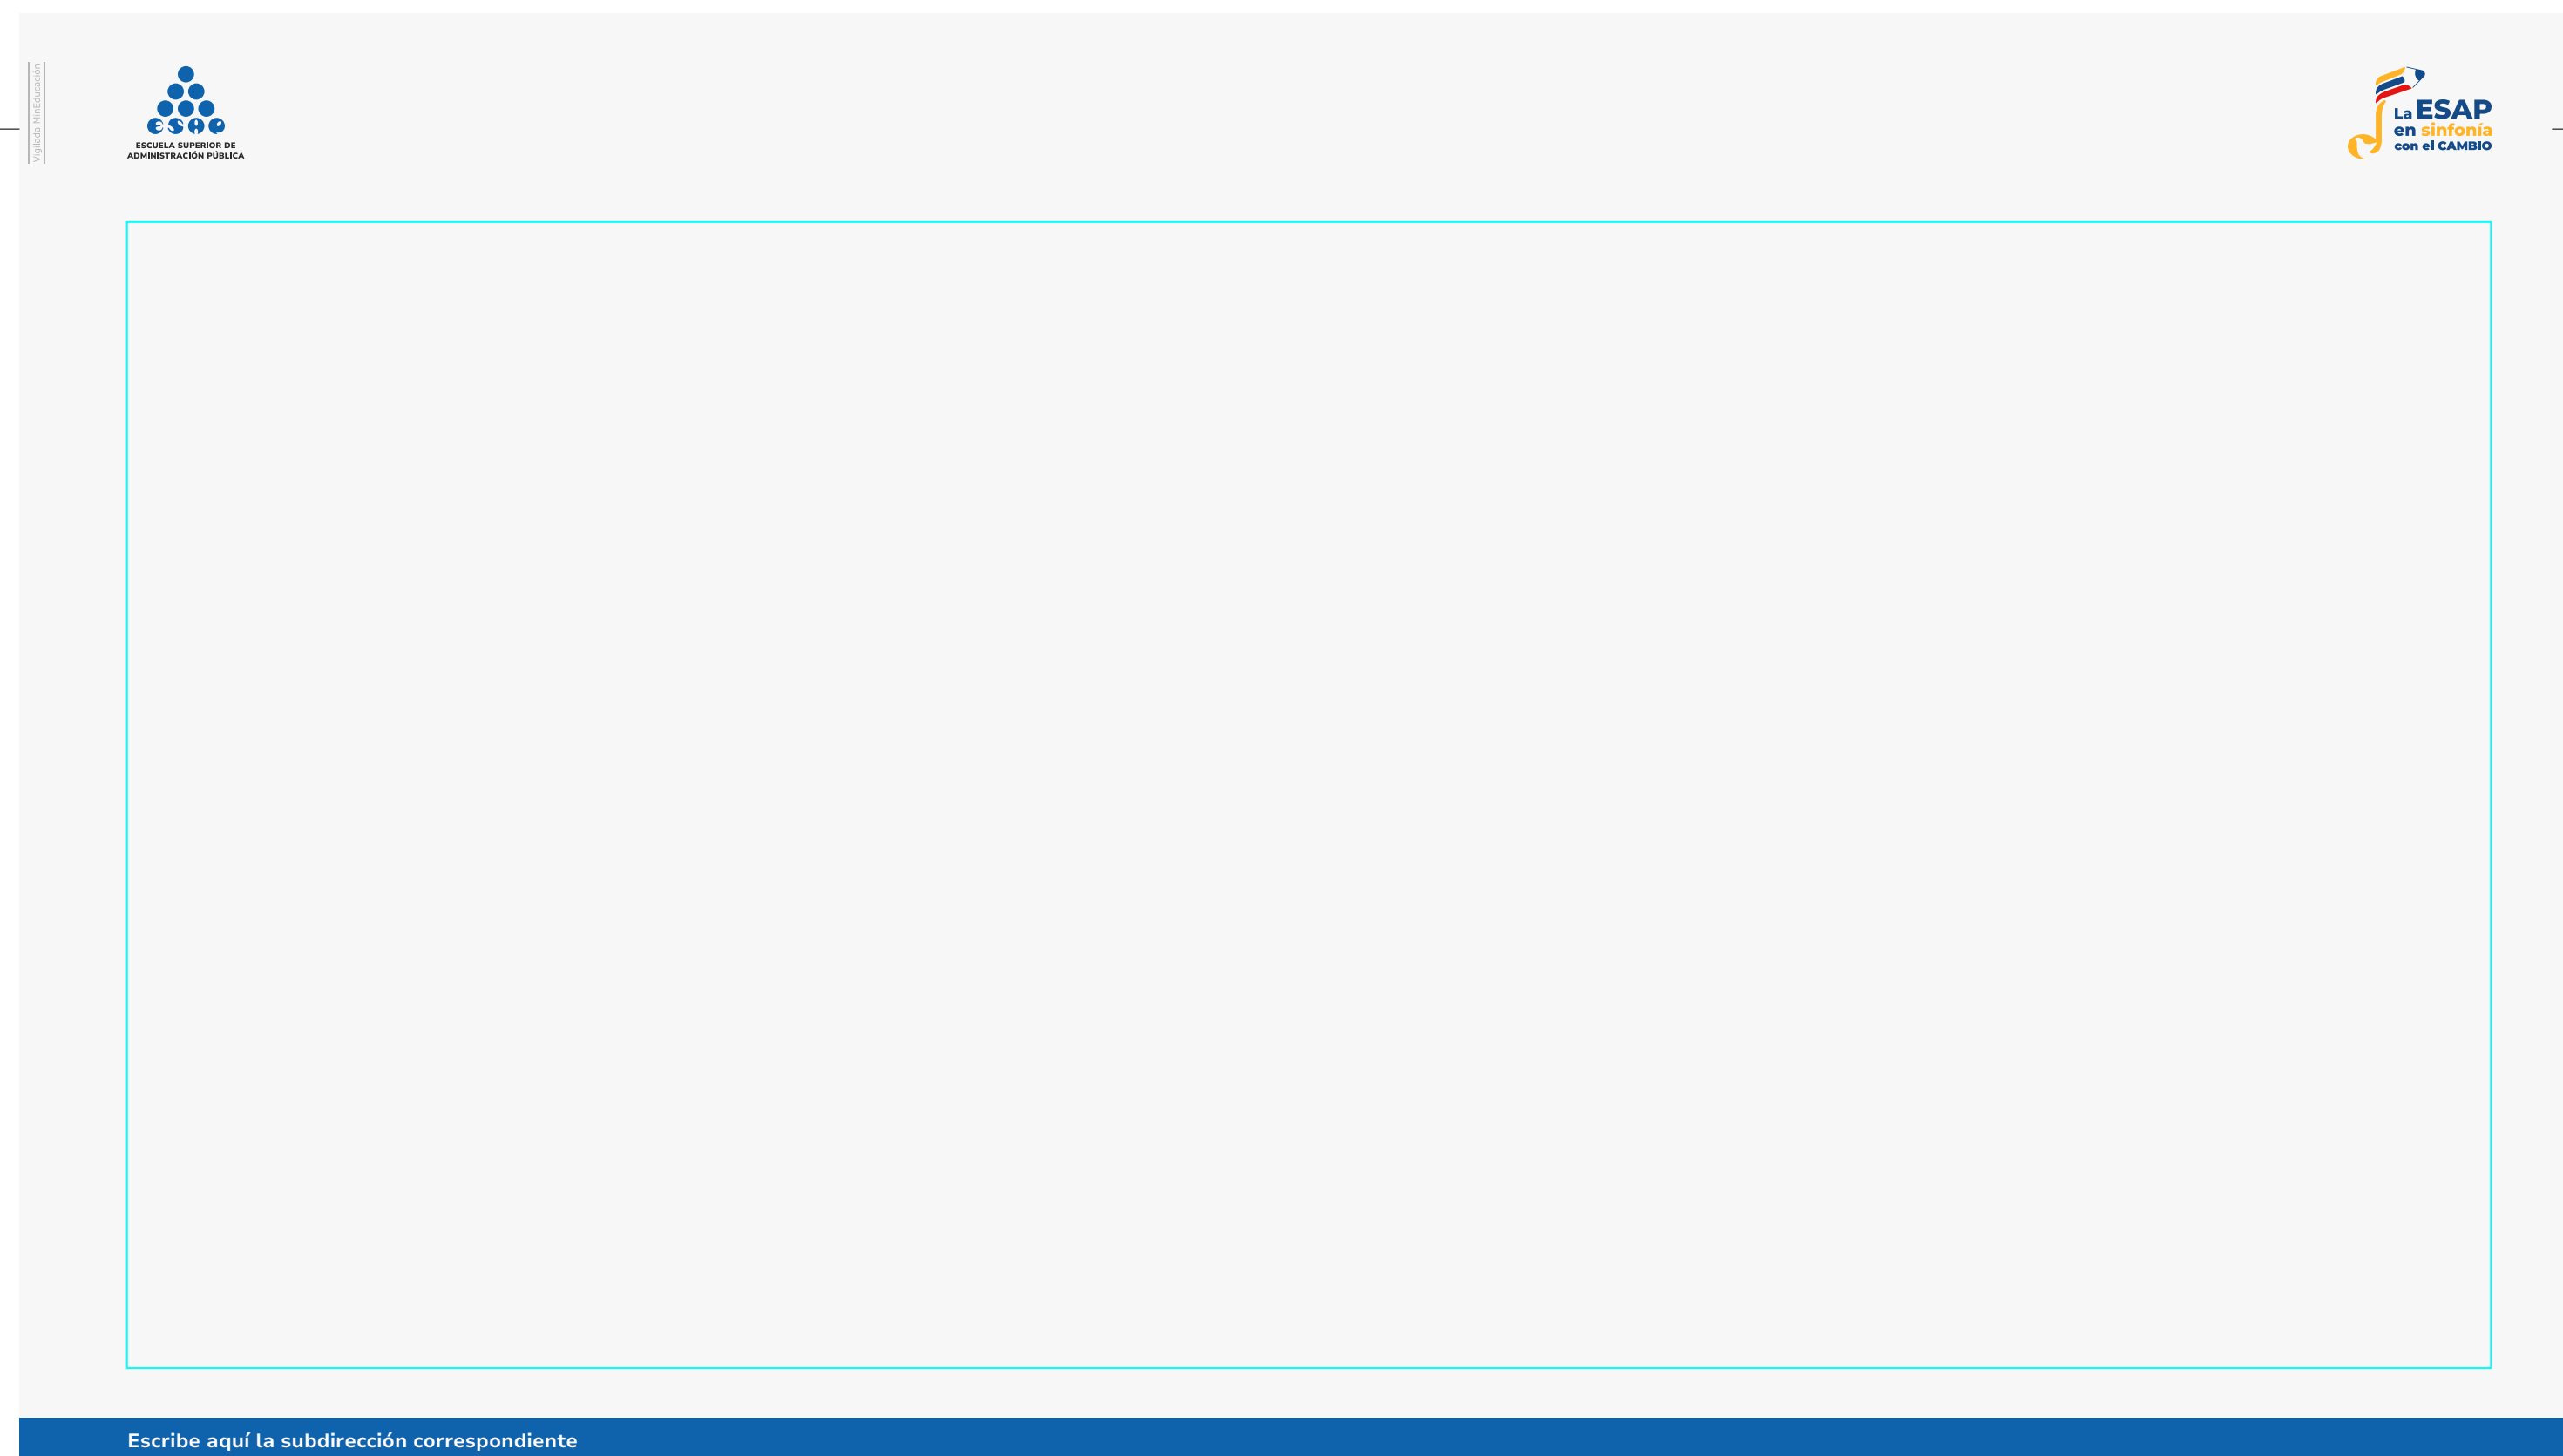 Vigilada MinEducación
ESAP
ESCUELA SUPERIOR DE
ADMINISTRACIÓN PÚBLICA
La ESAP
en sinfonía
con el CAMBIO
Escribe aquí la subdirección correspondiente